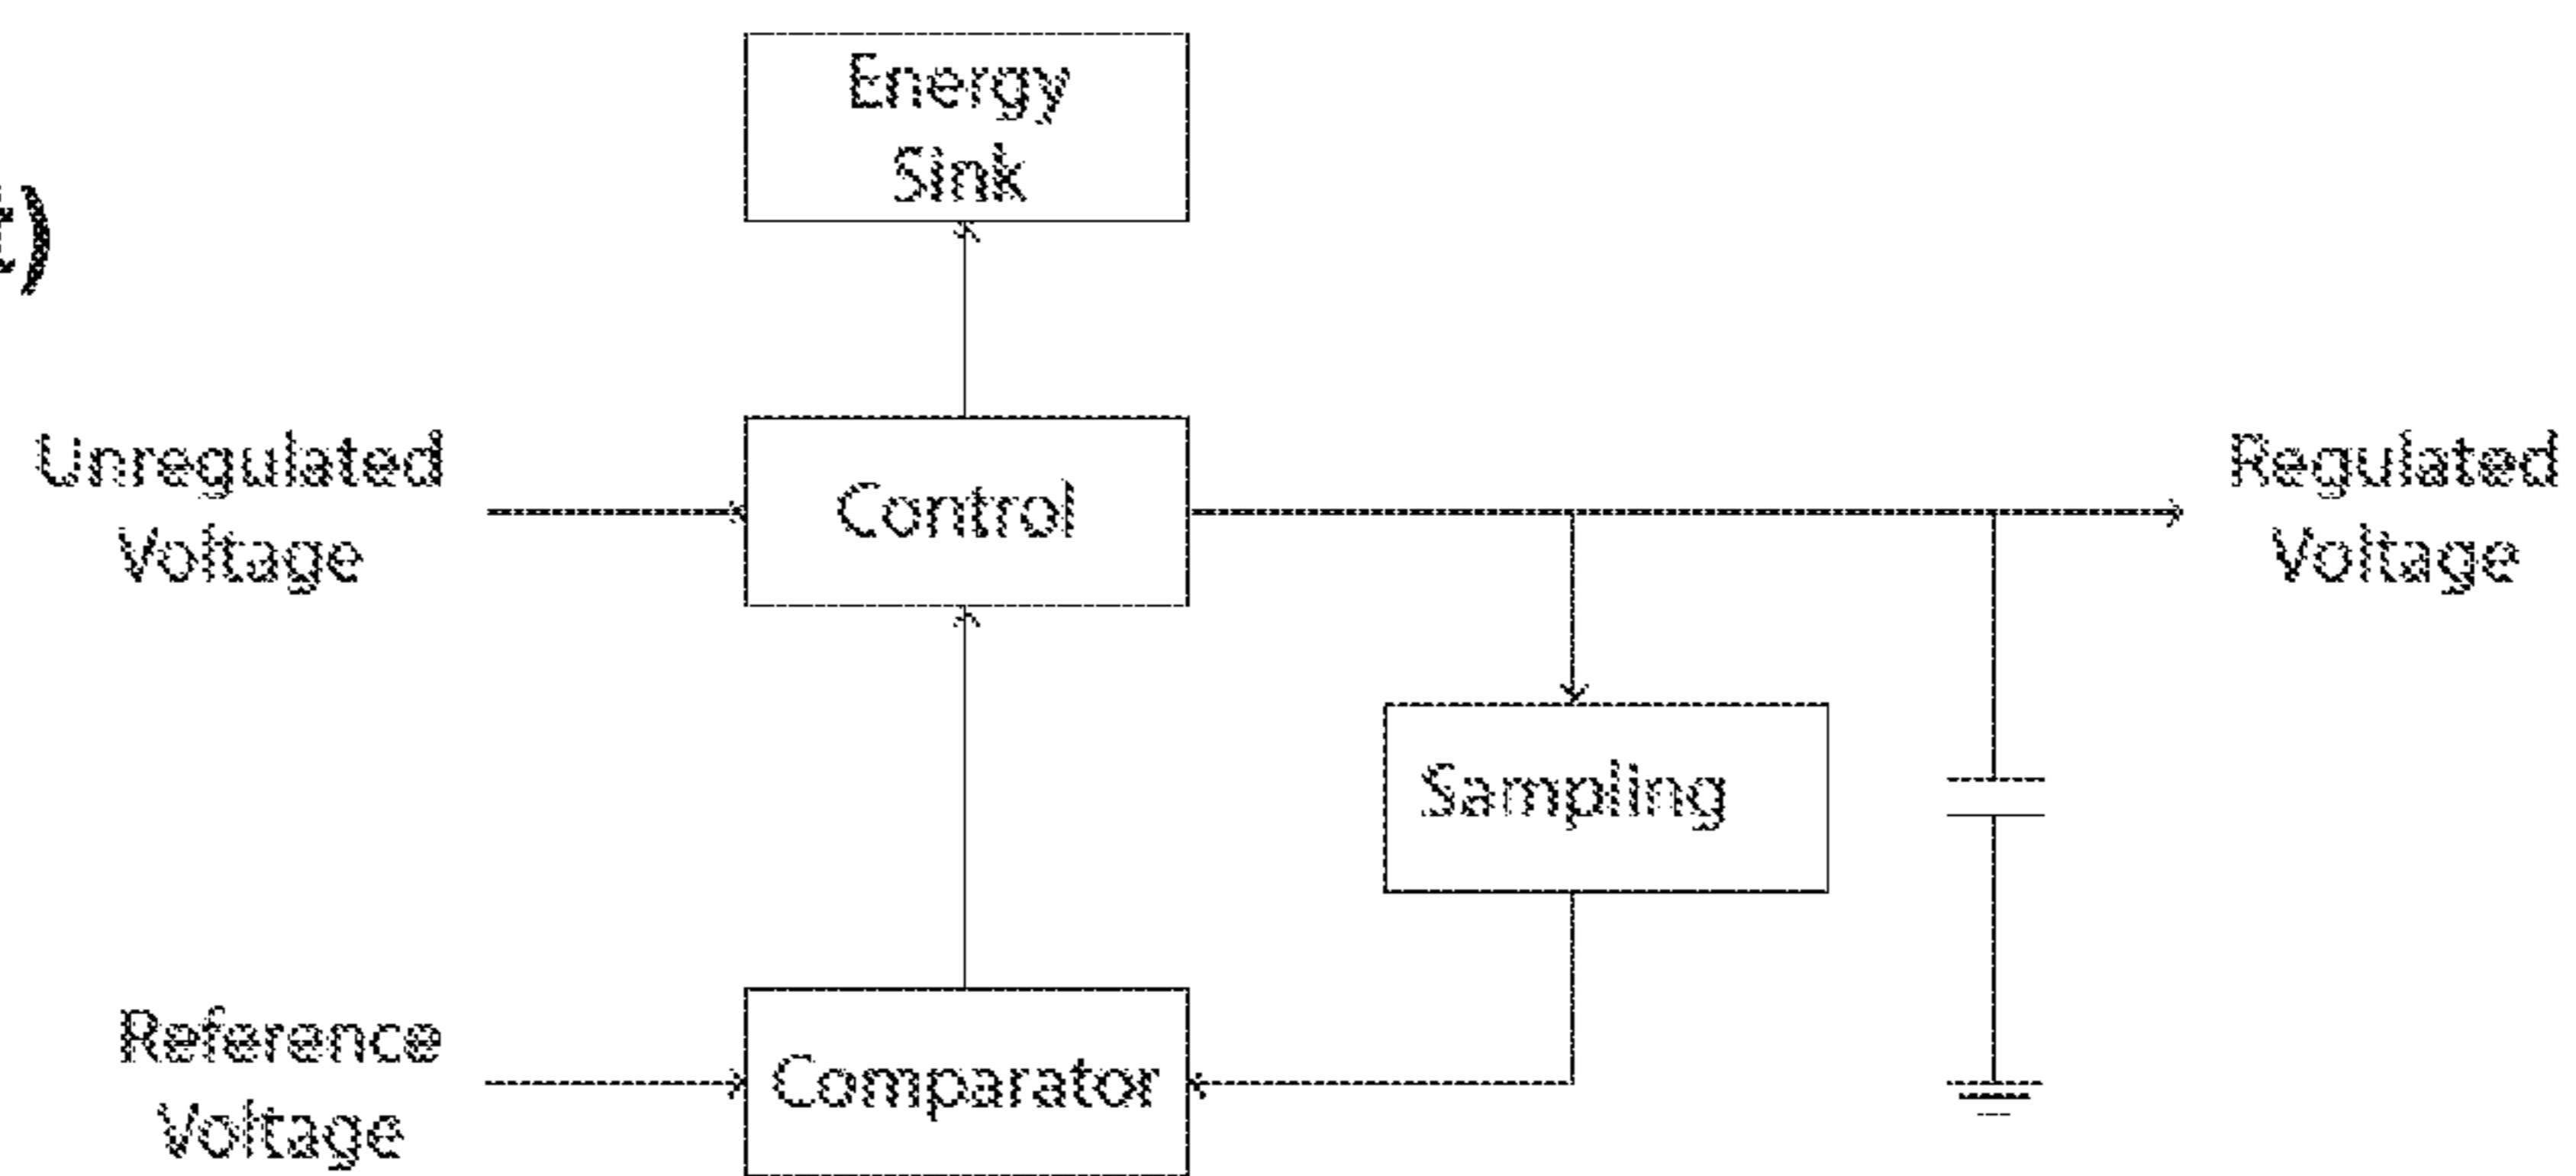 Energy
Sink
t)
Unregulated
Voltage
Control
Regulated
Voltage
Sampling
Reference
Voltage
Comparator